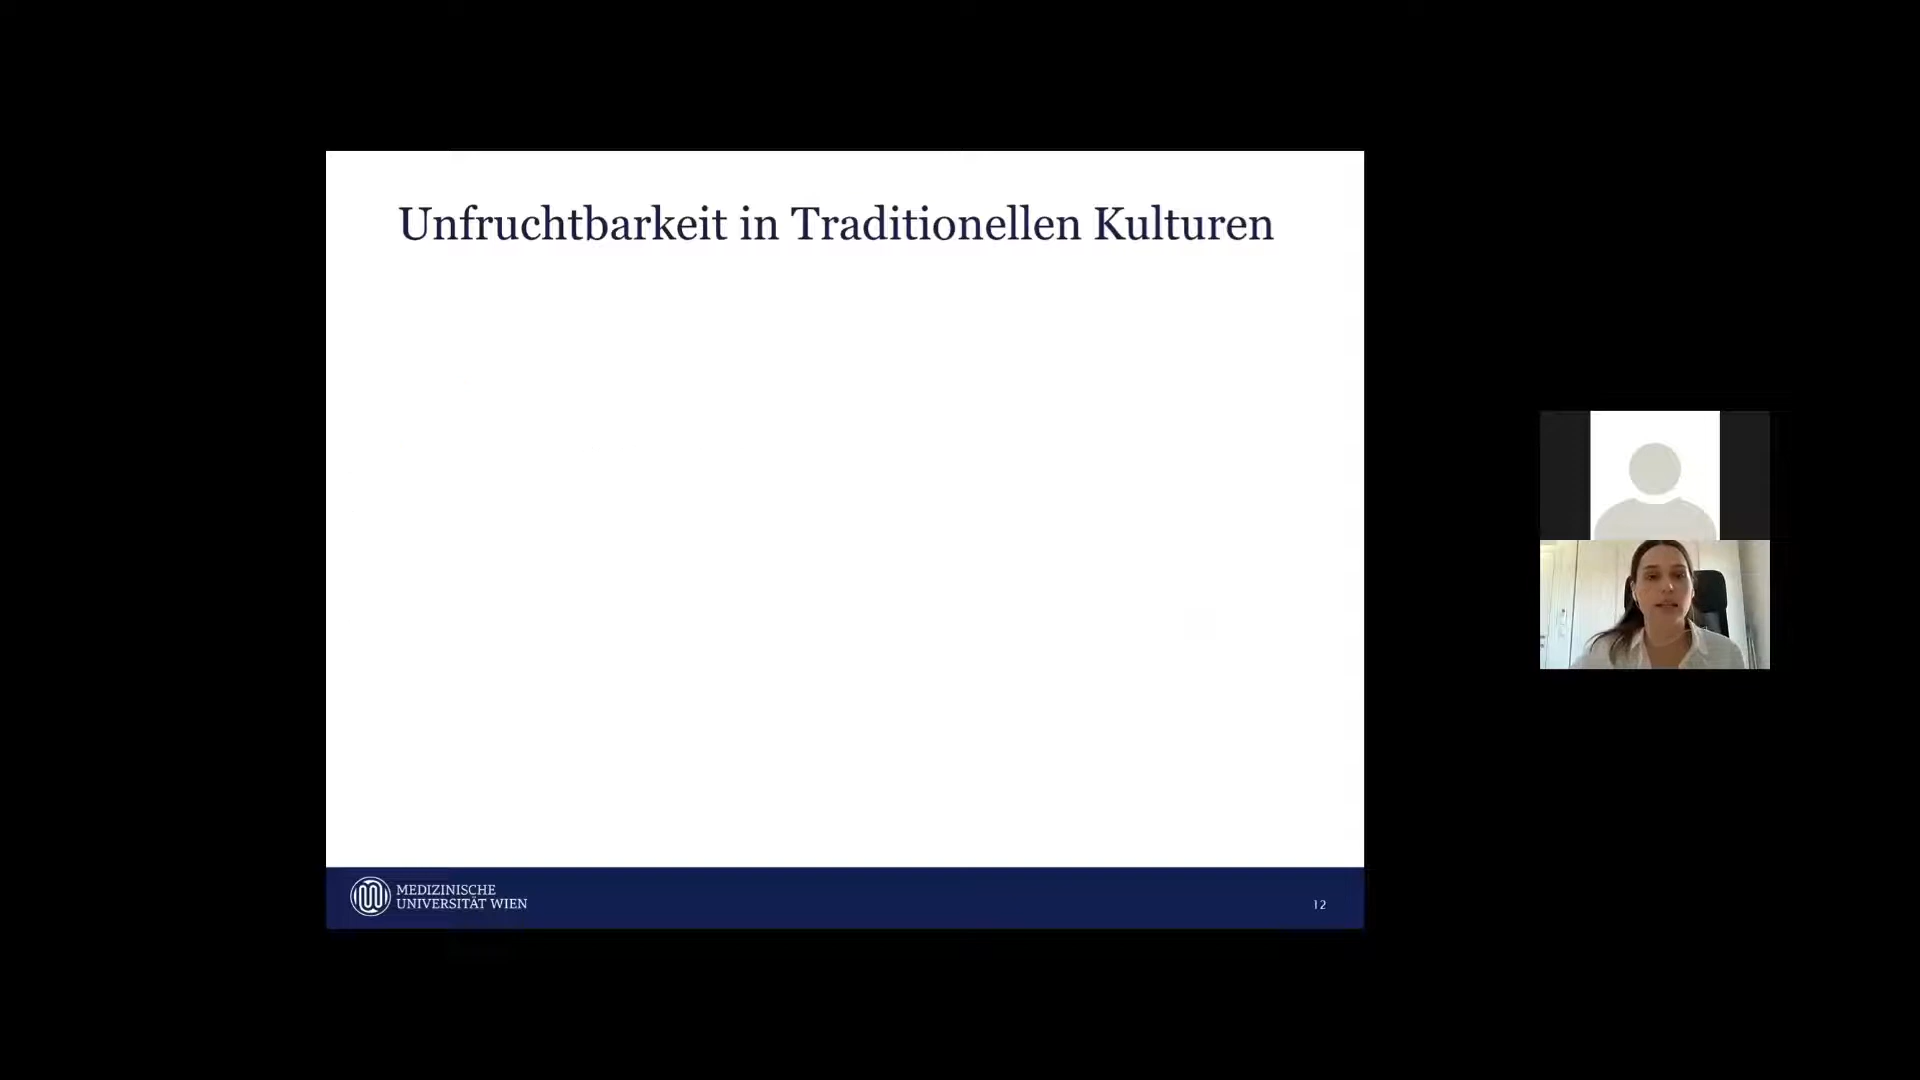 Unfruchtbarkeit in Traditionellen Kulturen
MEDIZINISCHE
UNIVERSITÄT WIEN
12